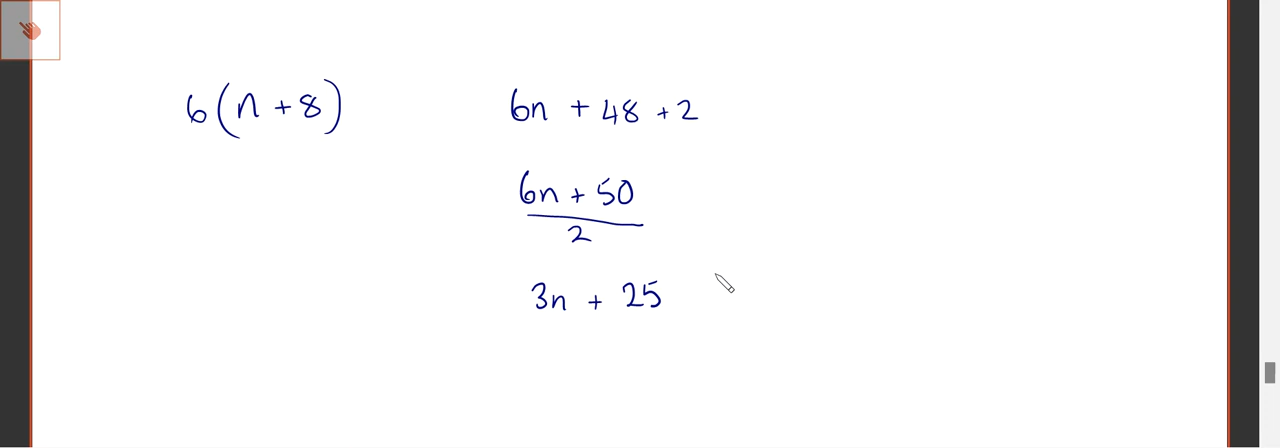 6(n + 8) 6n + 48 + 2
6n + 50
2
3n + 25